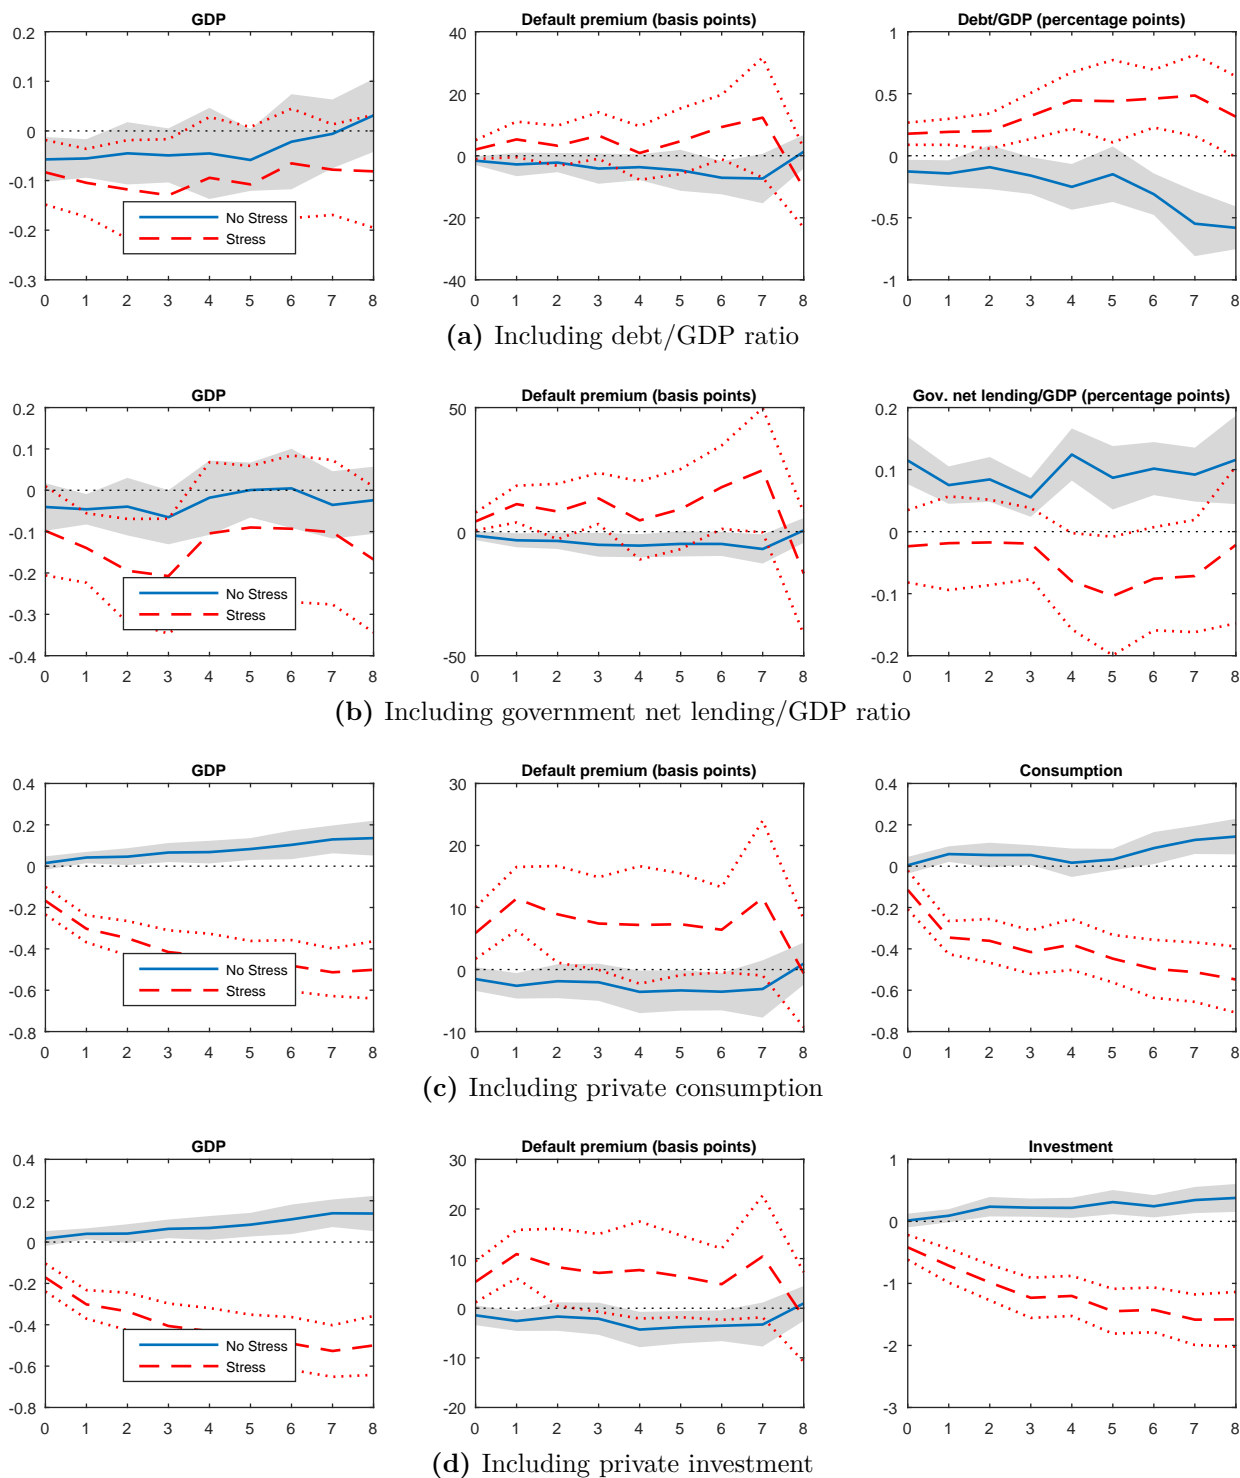 GDP
Default premium (basis points)
Debt/GDP (percentage points)
0.2
0.1
0
-0.1
-0.2
-0.3
No Stress
Stress
0 1 2 3 4 5 6 7 8
40
20
0
-20
-40
0 1 2 3 4 5 6 7 8
1
0.5
0
-0.5
-1
0 1 2 3 4 5 6 7 8
(a) Including debt/GDP ratio
GDP
Default premium (basis points)
Gov. net lending/GDP (percentage points)
0.2
0.1
0
-0.1
-0.2
-0.3
-0.4
No Stress
Stress
0 1 2 3 4 5 6 7 8
50
0
-50
0 1 2 3 4 5 6 7 8
0.2
0.1
0
-0.1
-0.2
0 1 2 3 4 5 6 7 8
(b) Including government net lending/GDP ratio
GDP
Default premium (basis points)
Consumption
0.4
0.2
0
-0.2
-0.4
-0.6
-0.8
No Stress
Stress
0 1 2 3 4 5 6 7 8
30
20
10
0
-10
0 1 2 3 4 5 6 7 8
0.4
0.2
0
-0.2
-0.4
-0.6
-0.8
0 1 2 3 4 5 6 7 8
(c) Including private consumption
GDP
Default premium (basis points)
Investment
0.4
0.2
0
-0.2
-0.4
-0.6
-0.8
No Stress
Stress
0 1 2 3 4 5 6 7 8
30
20
10
0
-10
-20
0 1 2 3 4 5 6 7 8
1
0
-1
-2
-3
0 1 2 3 4 5 6 7 8
(d) Including private investment